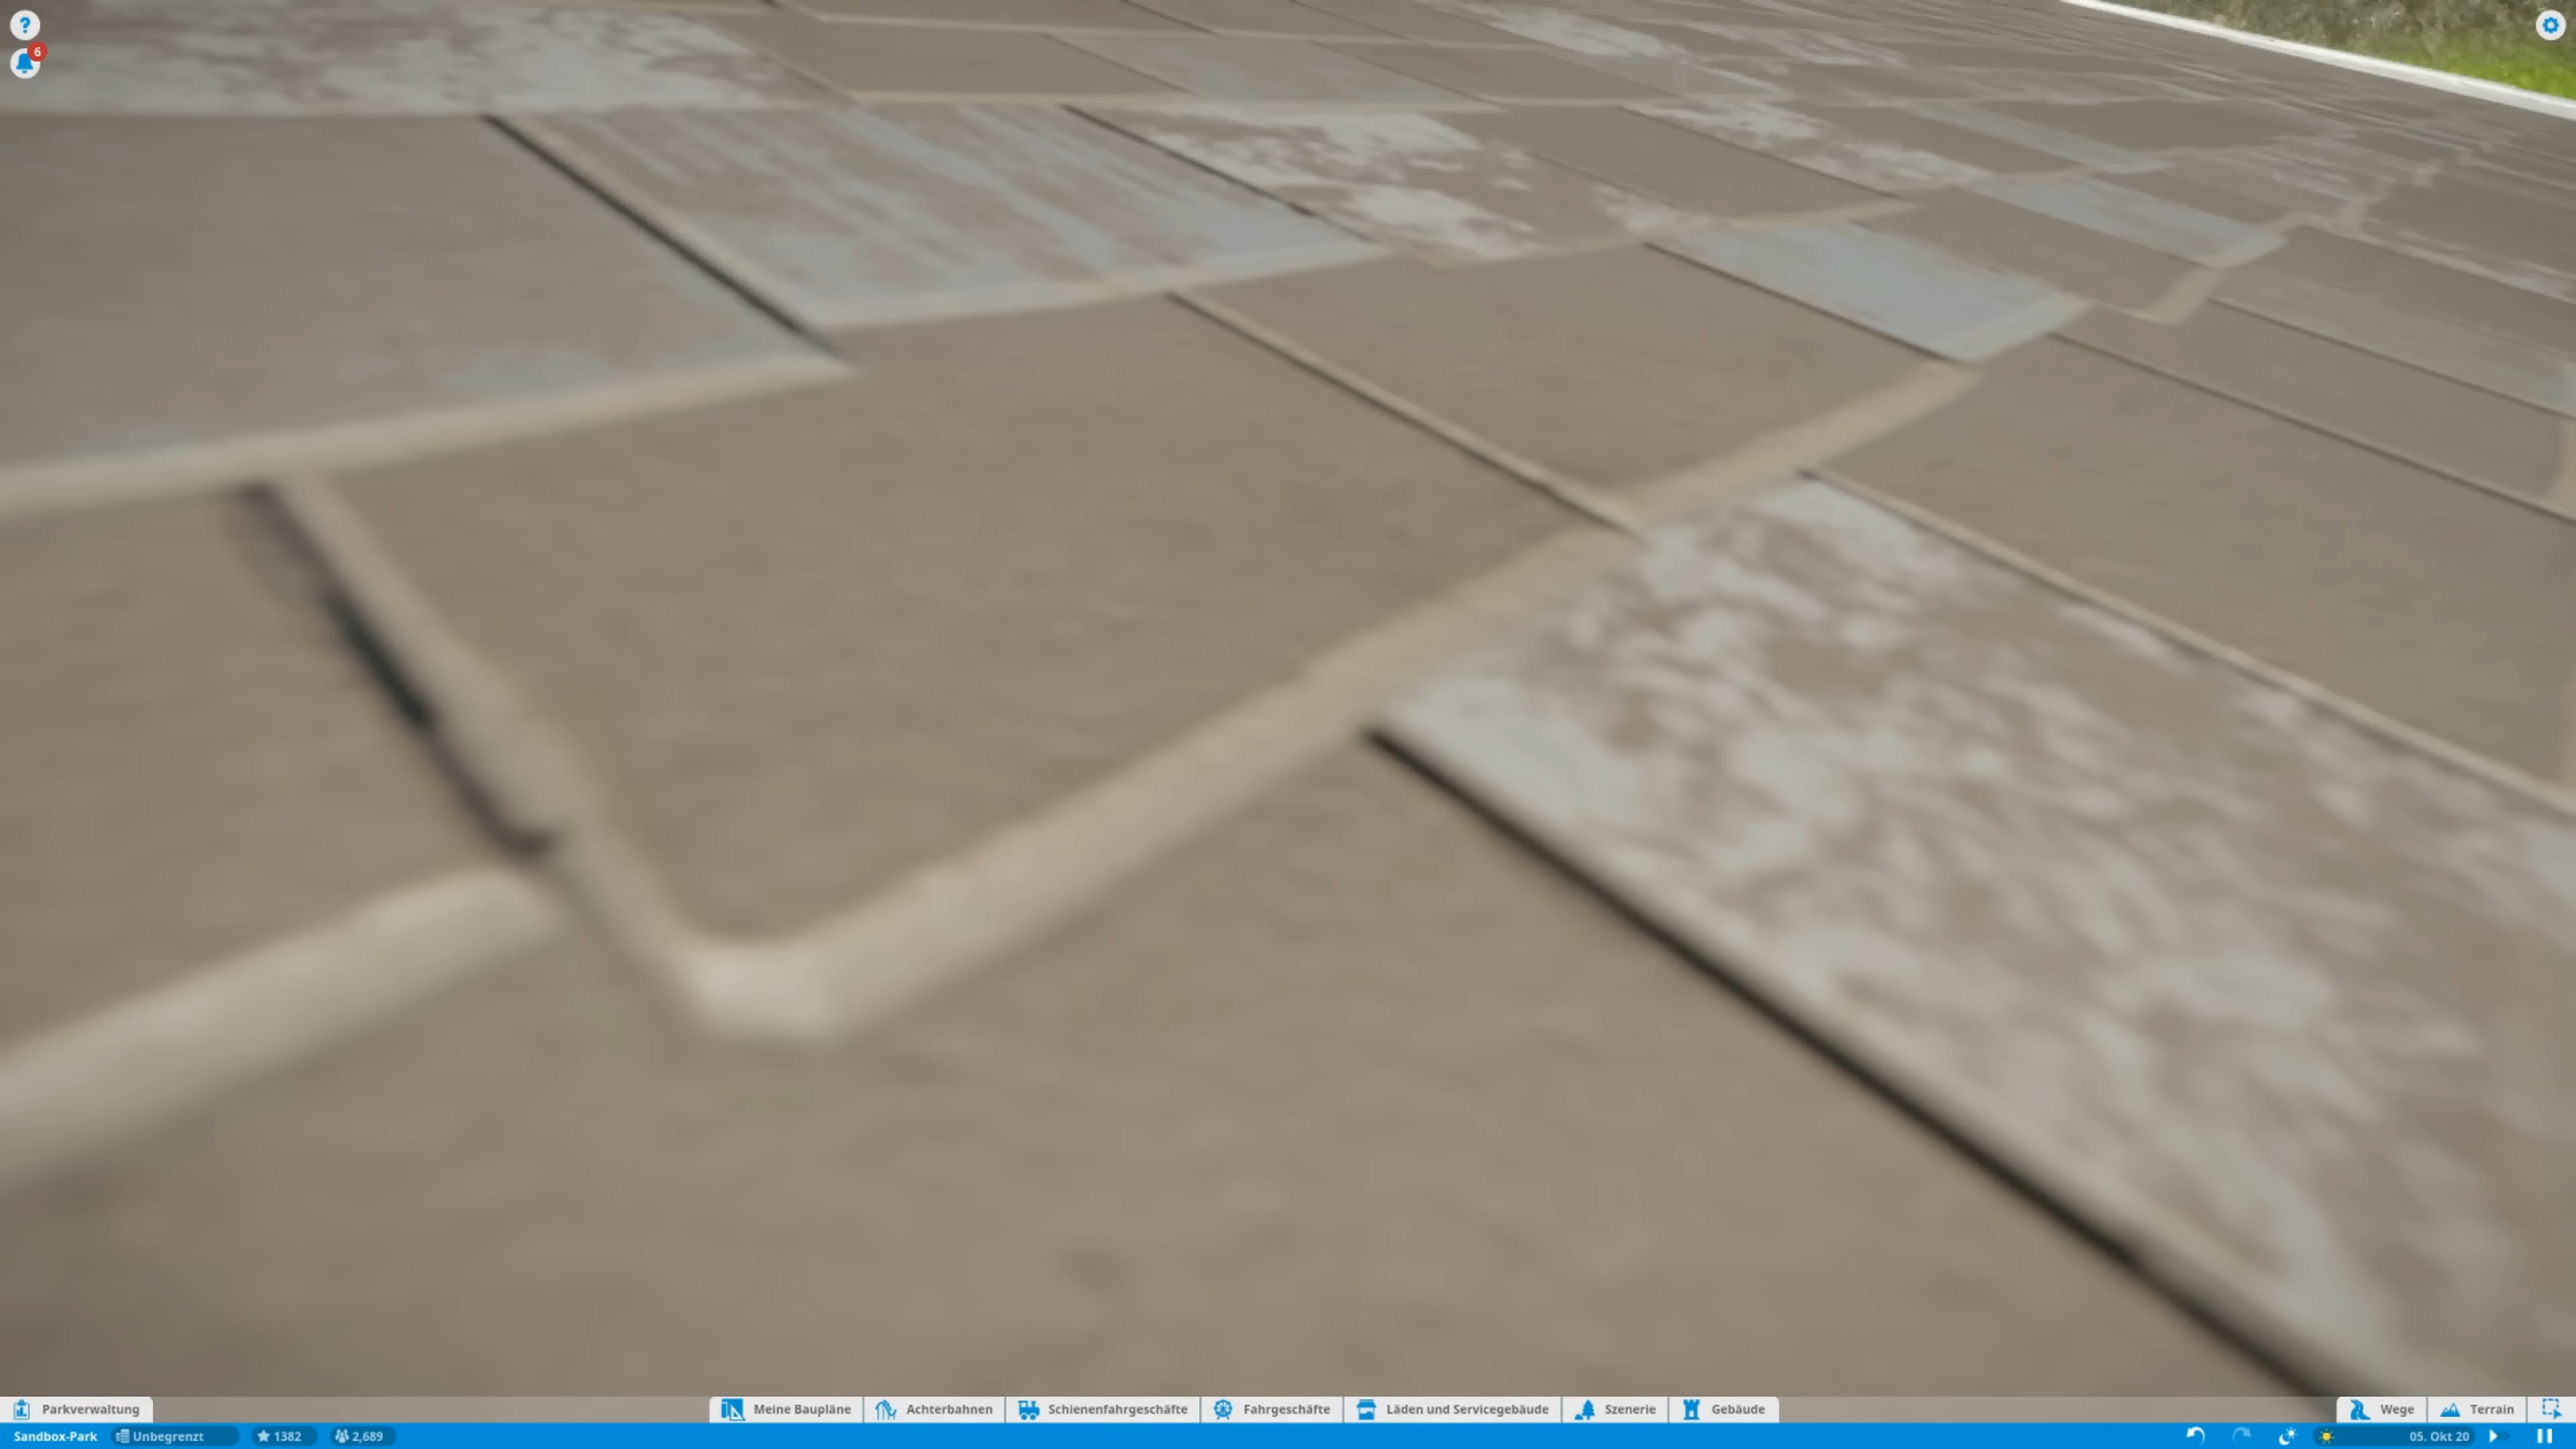 ?
6
Parkverwaltung
Meine Baupläne
Achterbahnen
Schienenfahrgeschäfte
Fahrgeschäfte
Läden und Servicegebäude
Szenerie
Gebäude
Wege
Terrain
Sandbox-Park
Unbegrenzt
1382
2,689
05. Okt 20